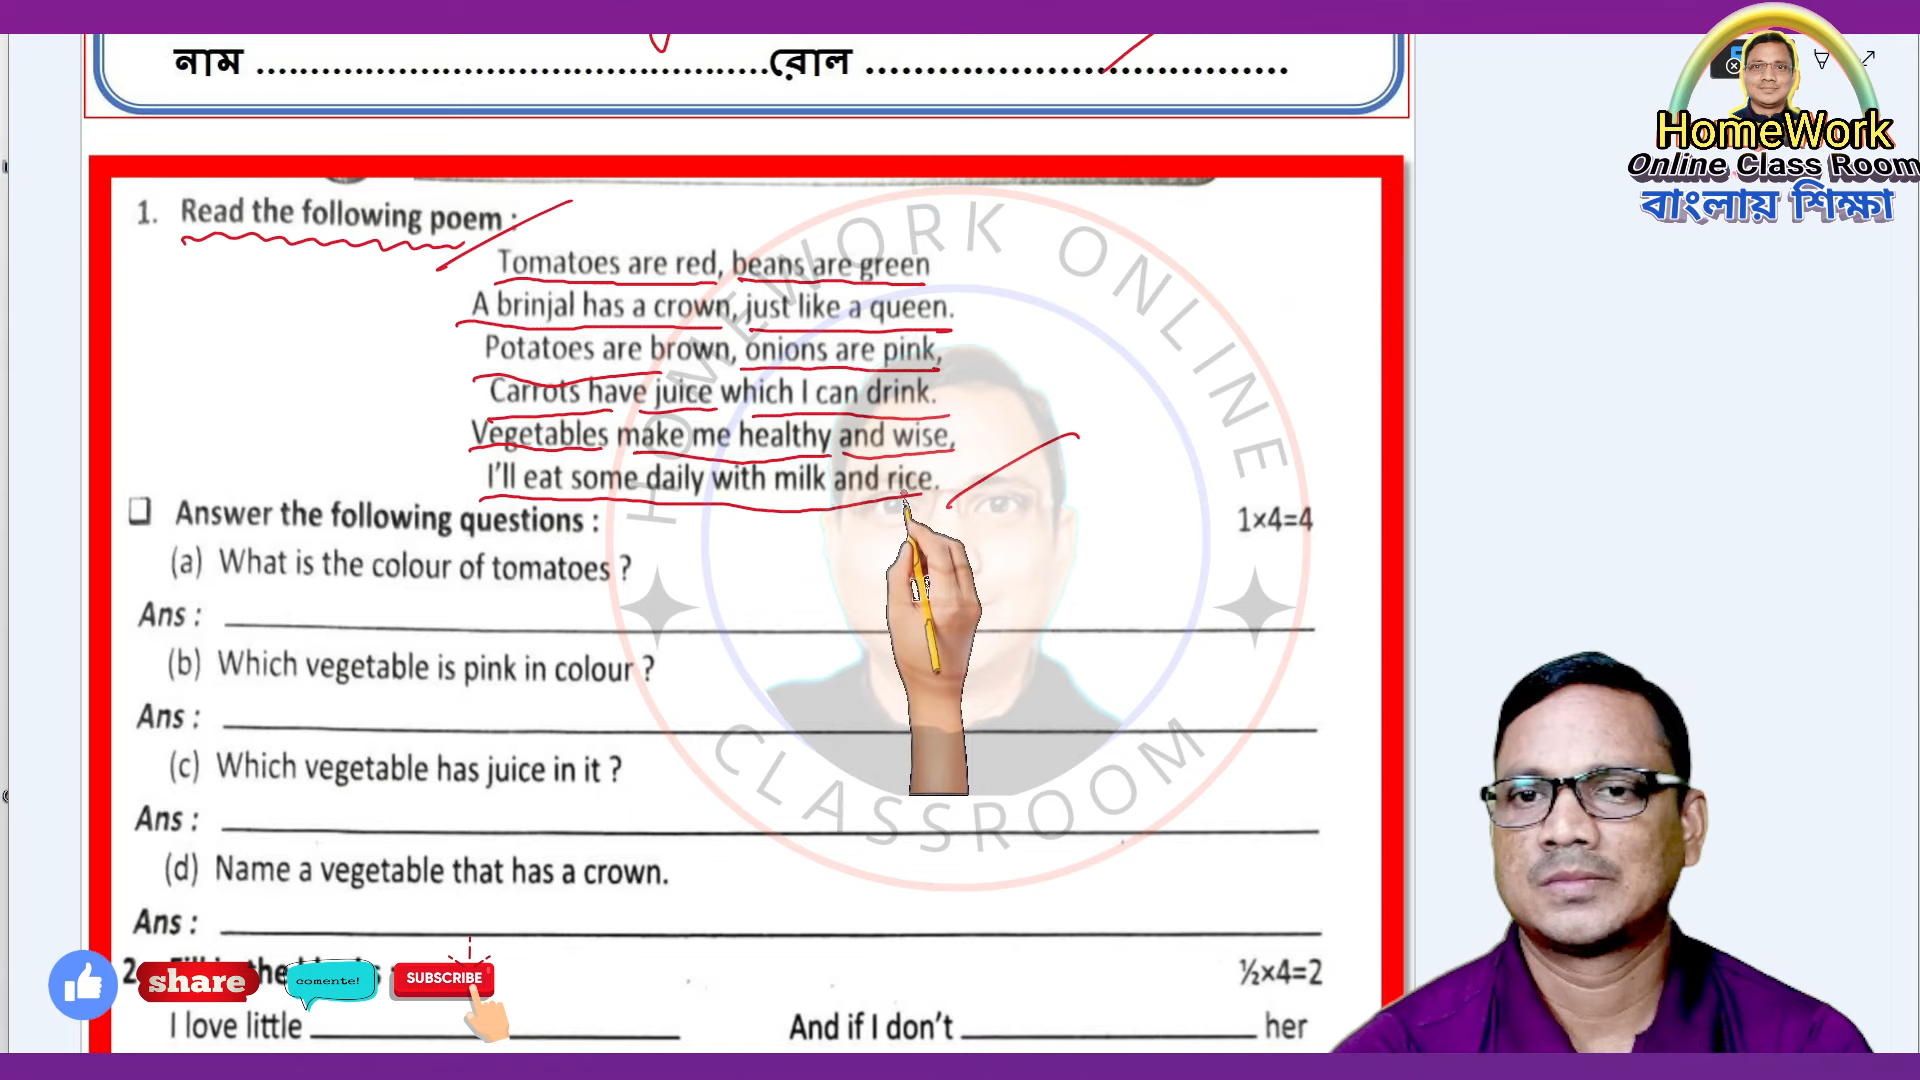 নাম ................................................রোল .......................................
HomeWork
Online Class Room
বাংলায় শিক্ষা
1. Read the following poem :
Tomatoes are red, beans are green
A brinjal has a crown, just like a queen.
Potatoes are brown, onions are pink,
Carrots have juice which I can drink.
Vegetables make me healthy and wise,
I'll eat some daily with milk and rice.
Answer the following questions : 1×4=4
(a) What is the colour of tomatoes ?
Ans :
(b) Which vegetable is pink in colour ?
Ans :
(c) Which vegetable has juice in it ?
Ans :
(d) Name a vegetable that has a crown.
Ans :
2. the ½×4=2
share comente! SUBSCRIBE
I love little ____________ And if I don't ____________ her
HOMEWORK ONLINE
CLASSROOM